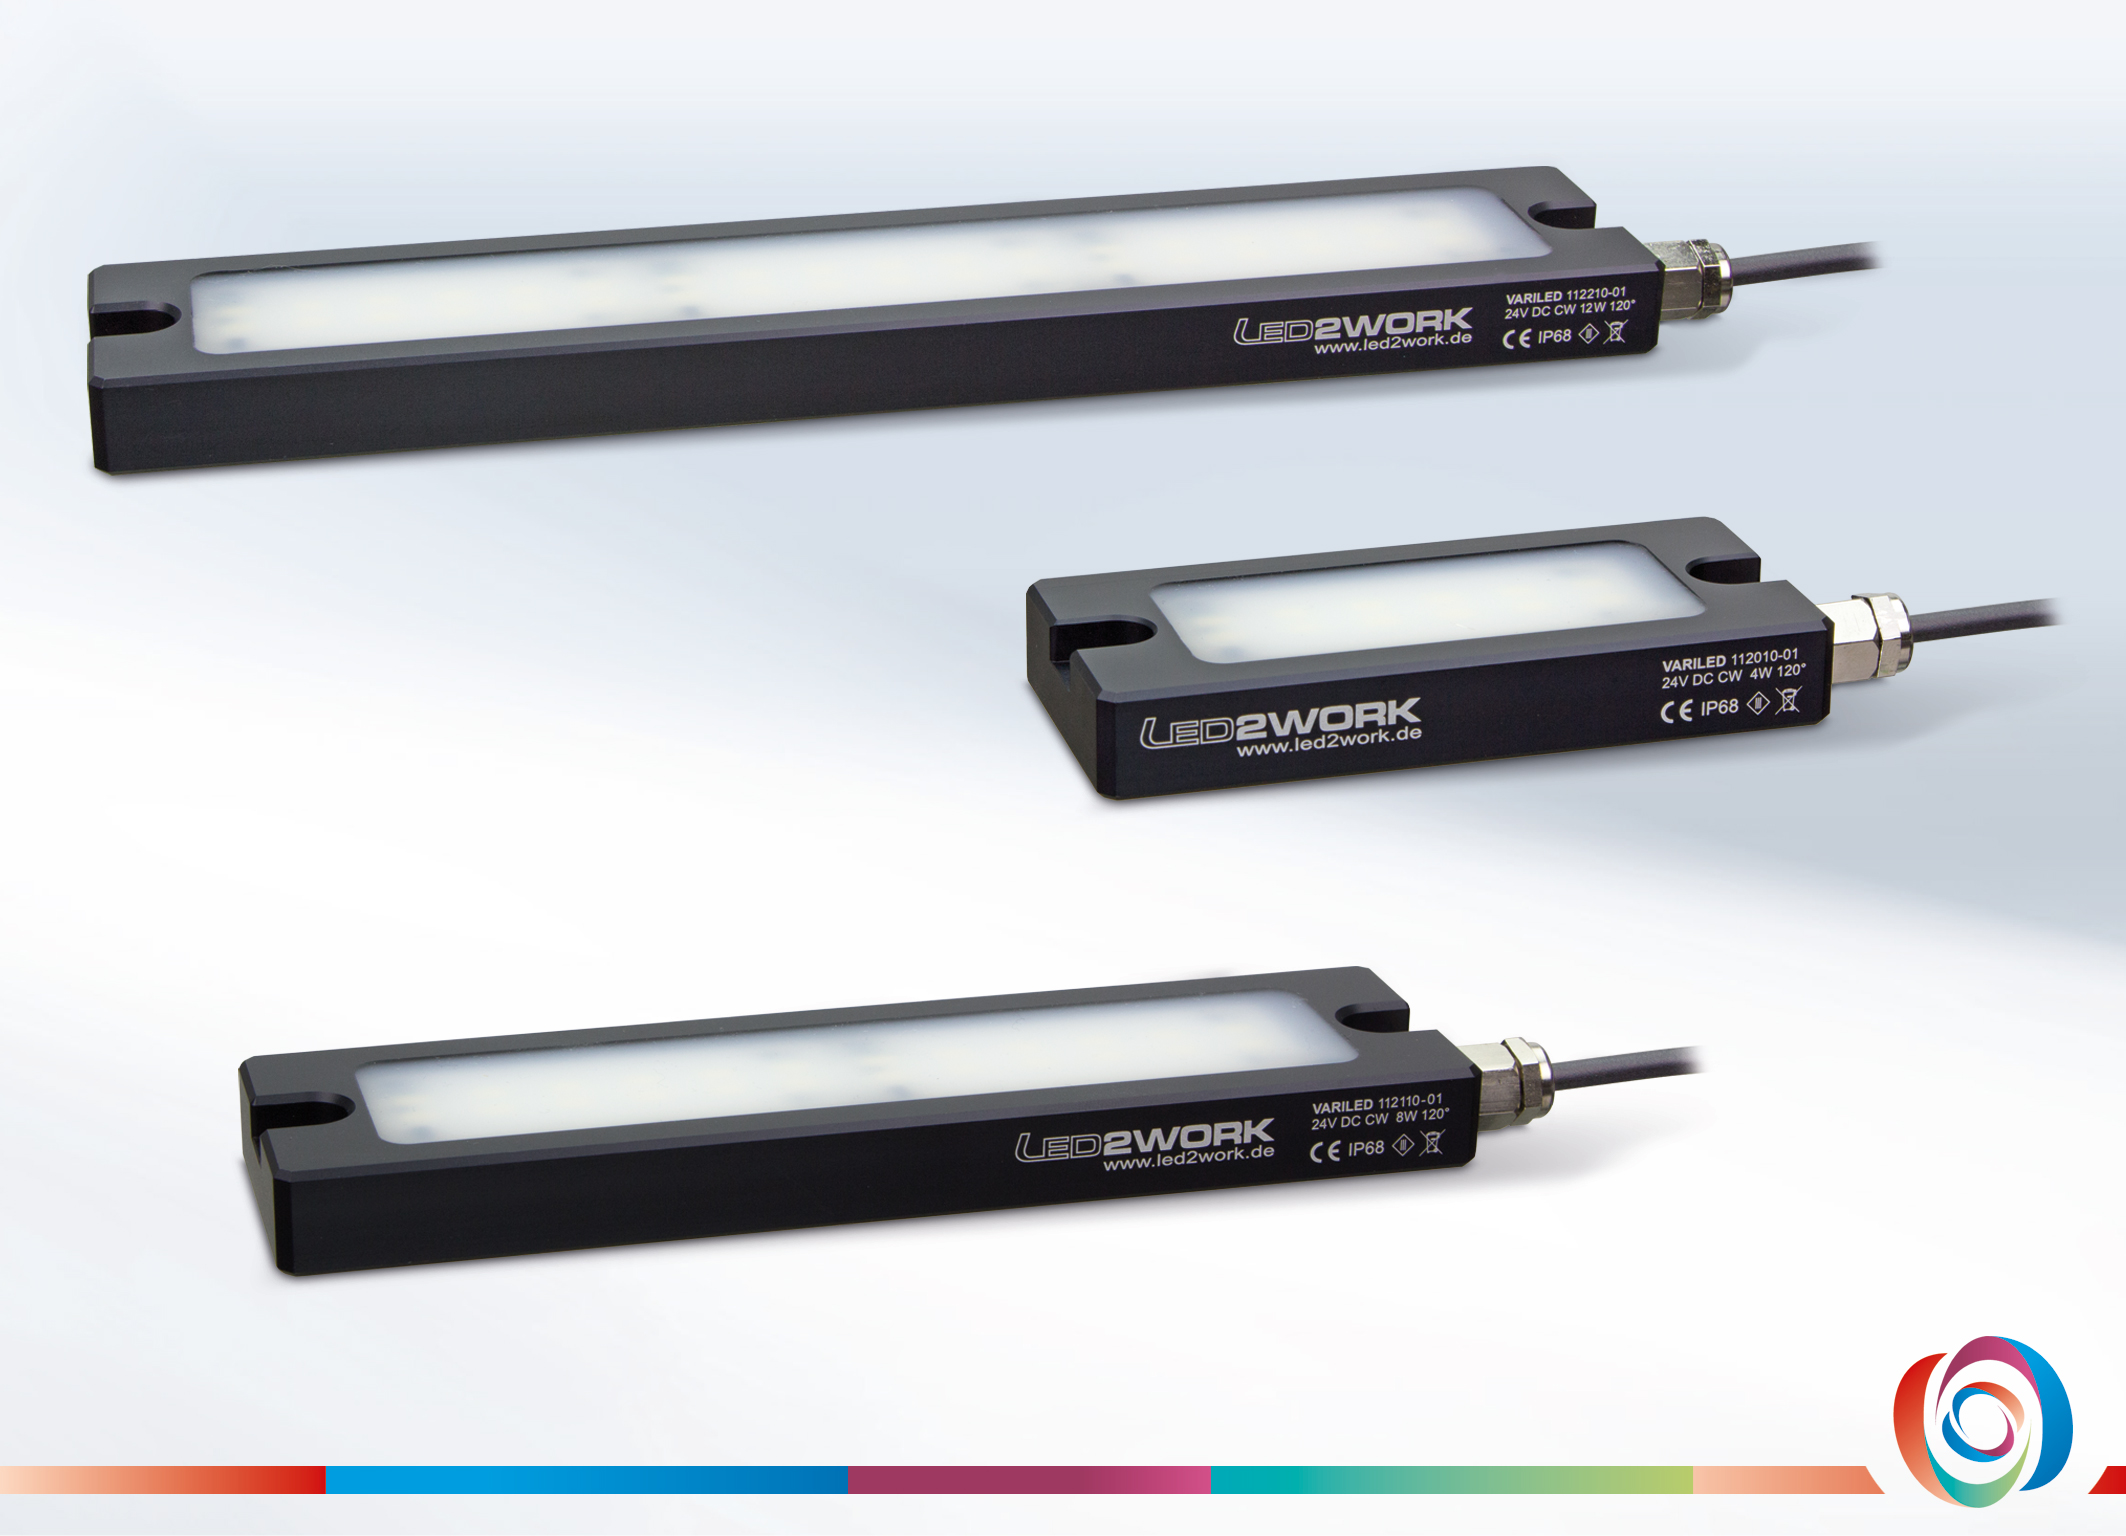 LED2WORK
www.led2work.de
VARILED 112210-01
24V DC CW 12W 120°
CE IP68
LED2WORK
www.led2work.de
VARILED 112010-01
24V DC CW 4W 120°
CE IP68
LED2WORK
www.led2work.de
VARILED 112110-01
24V DC CW 8W 120°
CE IP68